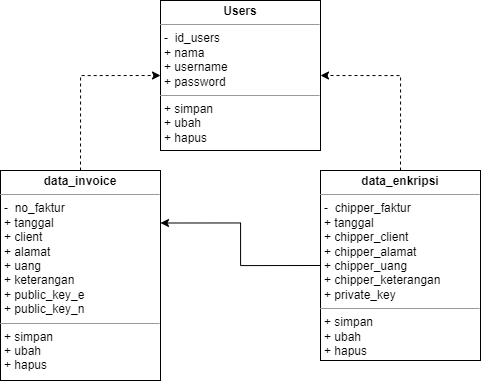 Users
- id_users
+ nama
+ username
+ password
+ simpan
+ ubah
+ hapus
data_invoice
- no_faktur
+ tanggal
+ client
+ alamat
+ uang
+ keterangan
+ public_key_e
+ public_key_n
+ simpan
+ ubah
+ hapus
data_enkripsi
- chipper_faktur
+ tanggal
+ chipper_client
+ chipper_alamat
+ chipper_uang
+ chipper_keterangan
+ private_key
+ simpan
+ ubah
+ hapus